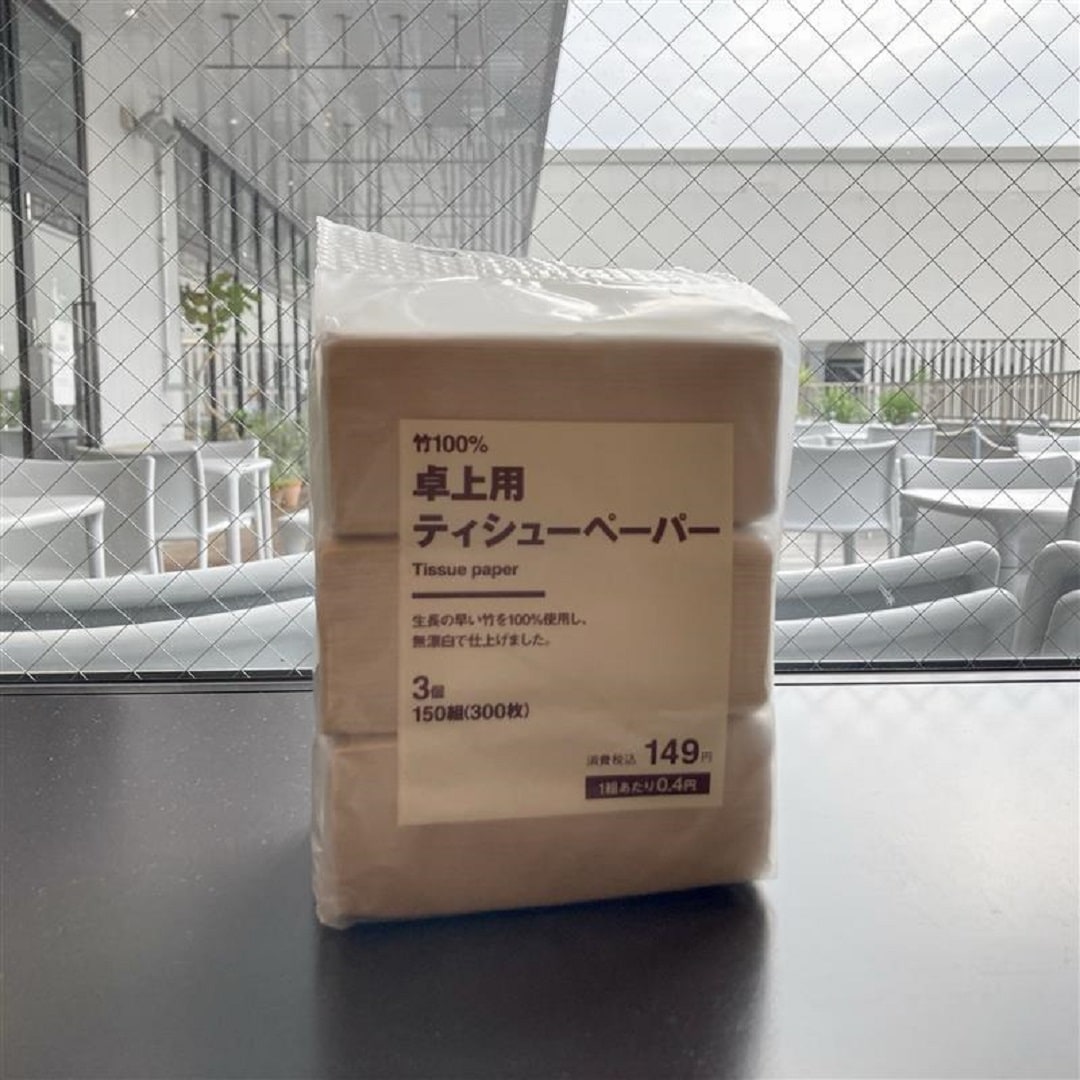 竹100%
卓上用
ティシューペーパー
Tissue paper
生長の早い竹を100%使用し、
無漂白で仕上げました。
3個
150組(300枚)
消費税込 149円
1組あたり0.4円